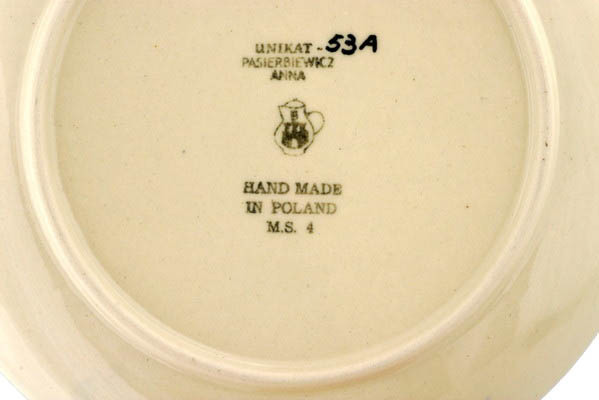 UNIKAT - 53A
PASIERBIEWICZ
ANNA
B
HAND MADE
IN POLAND
M.S. 4